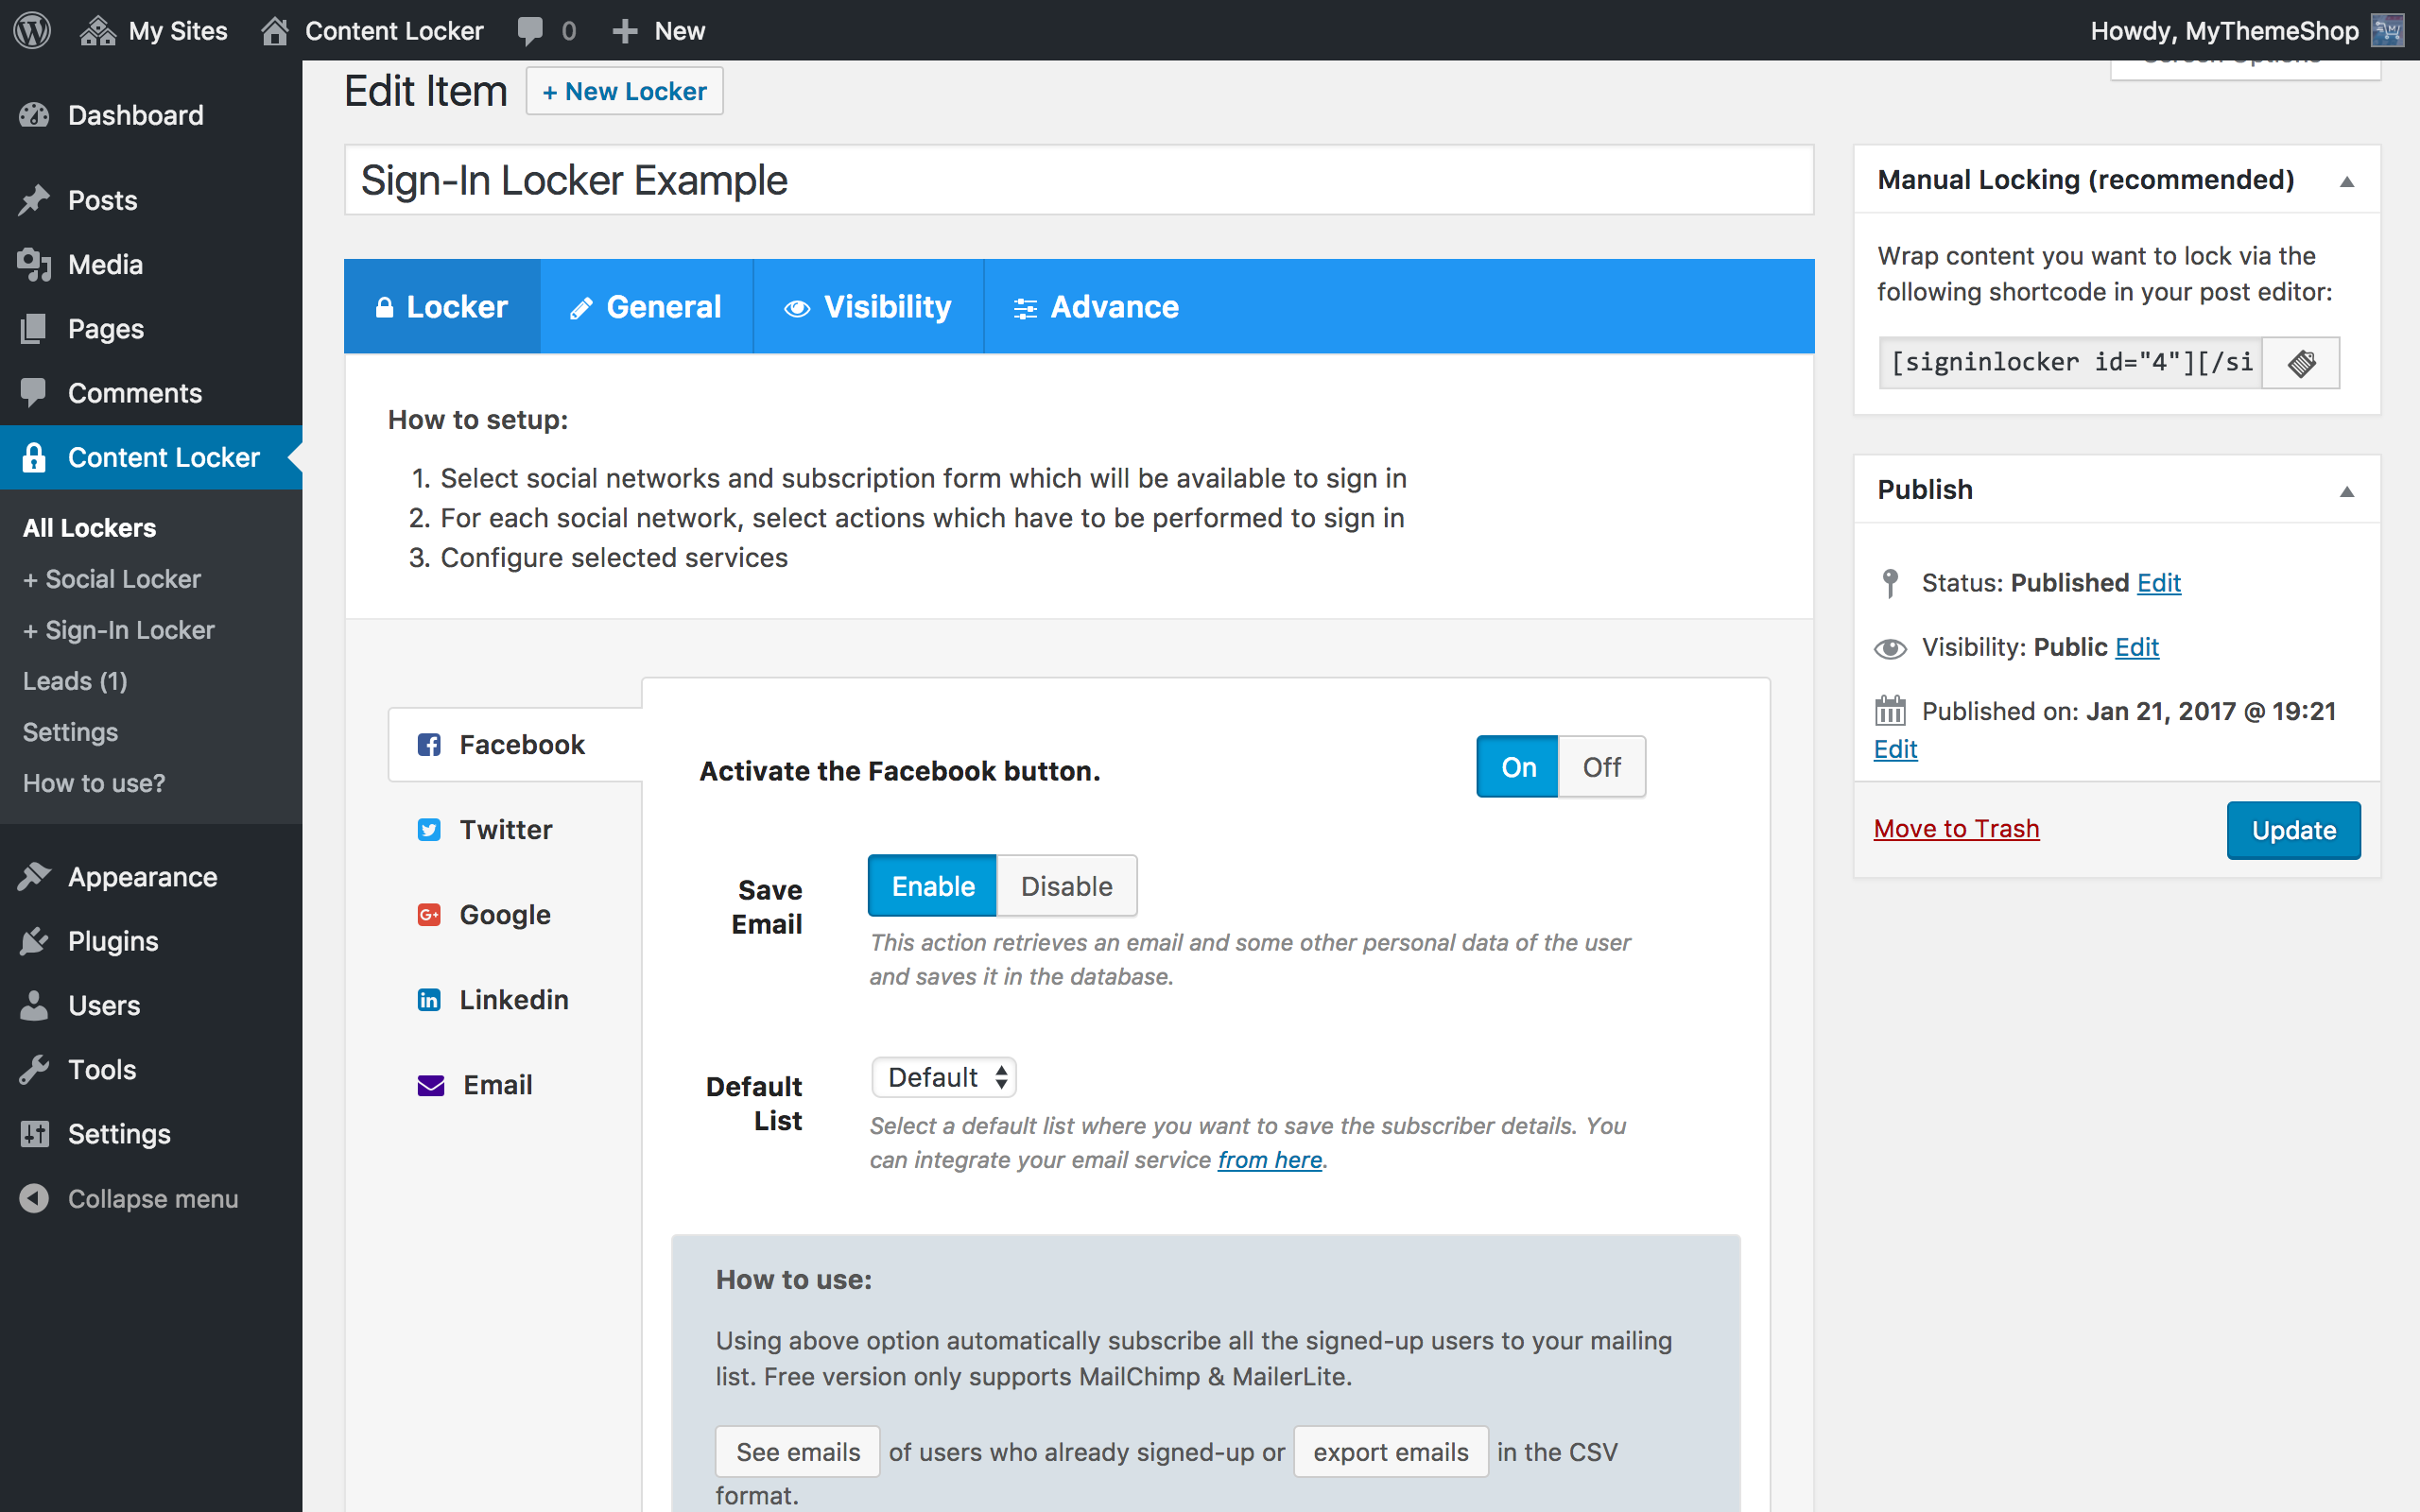 My Sites
Content Locker
0
New
Howdy, MyThemeShop
Dashboard
Posts
Media
Pages
Comments
Content Locker
All Lockers
+ Social Locker
+ Sign-In Locker
Leads (1)
Settings
How to use?
Appearance
Plugins
Users
Tools
Settings
Collapse menu
Edit Item
+ New Locker
Screen Options
Sign-In Locker Example
Locker
General
Visibility
Advance
How to setup:
1. Select social networks and subscription form which will be available to sign in
2. For each social network, select actions which have to be performed to sign in
3. Configure selected services
Facebook
Twitter
Google
Linkedin
Email
Activate the Facebook button.
On
Off
Save
Email
Enable
Disable
This action retrieves an email and some other personal data of the user
and saves it in the database.
Default
List
Default
Select a default list where you want to save the subscriber details. You
can integrate your email service from here.
How to use:
Using above option automatically subscribe all the signed-up users to your mailing
list. Free version only supports MailChimp & MailerLite.
See emails of users who already signed-up or export emails in the CSV
format.
Manual Locking (recommended)
Wrap content you want to lock via the
following shortcode in your post editor:
[signinlocker id="4"][/si
Publish
Status: Published Edit
Visibility: Public Edit
Published on: Jan 21, 2017 @ 19:21
Edit
Move to Trash
Update